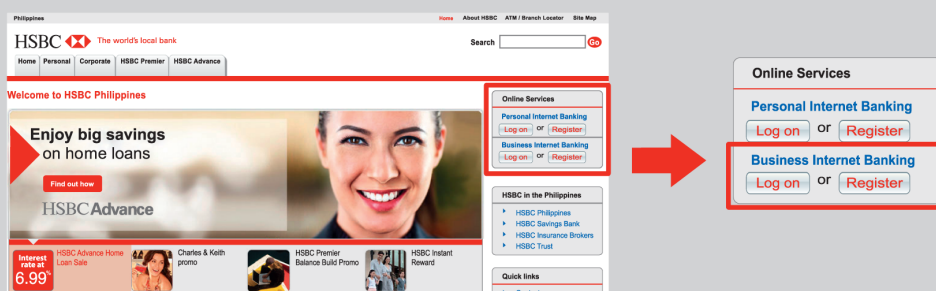 Philippines
Home About HSBC ATM / Branch Locator Site Map
HSBC The world's local bank
Search Go
Home Personal Corporate HSBC Premier HSBC Advance
Welcome to HSBC Philippines
Enjoy big savings
on home loans
Find out how
HSBC Advance
Interest
rate at
6.99%
HSBC Advance Home
Loan Sale
Charles & Keith
promo
HSBC Premier
Balance Build Promo
HSBC Instant
Reward
Online Services
Personal Internet Banking
Log on or Register
Business Internet Banking
Log on or Register
HSBC in the Philippines
HSBC Philippines
HSBC Savings Bank
HSBC Insurance Brokers
HSBC Trust
Quick links
Online Services
Personal Internet Banking
Log on or Register
Business Internet Banking
Log on or Register